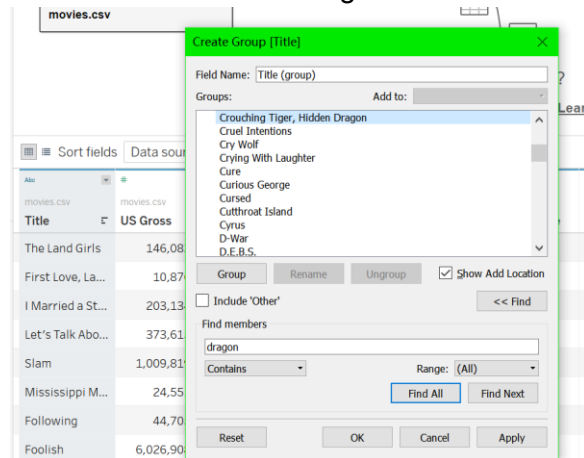 movies.csv
Create Group [Title]
Field Name: Title (group)
Groups: Add to:
Crouching Tiger, Hidden Dragon
Cruel Intentions
Cry Wolf
Crying With Laughter
Cure
Curious George
Cursed
Cutthroat Island
Cyrus
D-War
D.E.B.S.
Group Rename Ungroup Show Add Location
Include 'Other' << Find
Find members
dragon
Contains Range: (All)
Find All Find Next
Reset OK Cancel Apply
?
Lear
Sort fields Data sour
Abc #
movies.csv movies.csv
Title US Gross
The Land Girls 146,08
First Love, La... 10,87
I Married a St... 203,13
Let's Talk Abo... 373,61
Slam 1,009,81
Mississippi M... 24,55
Following 44,70
Foolish 6,026,90